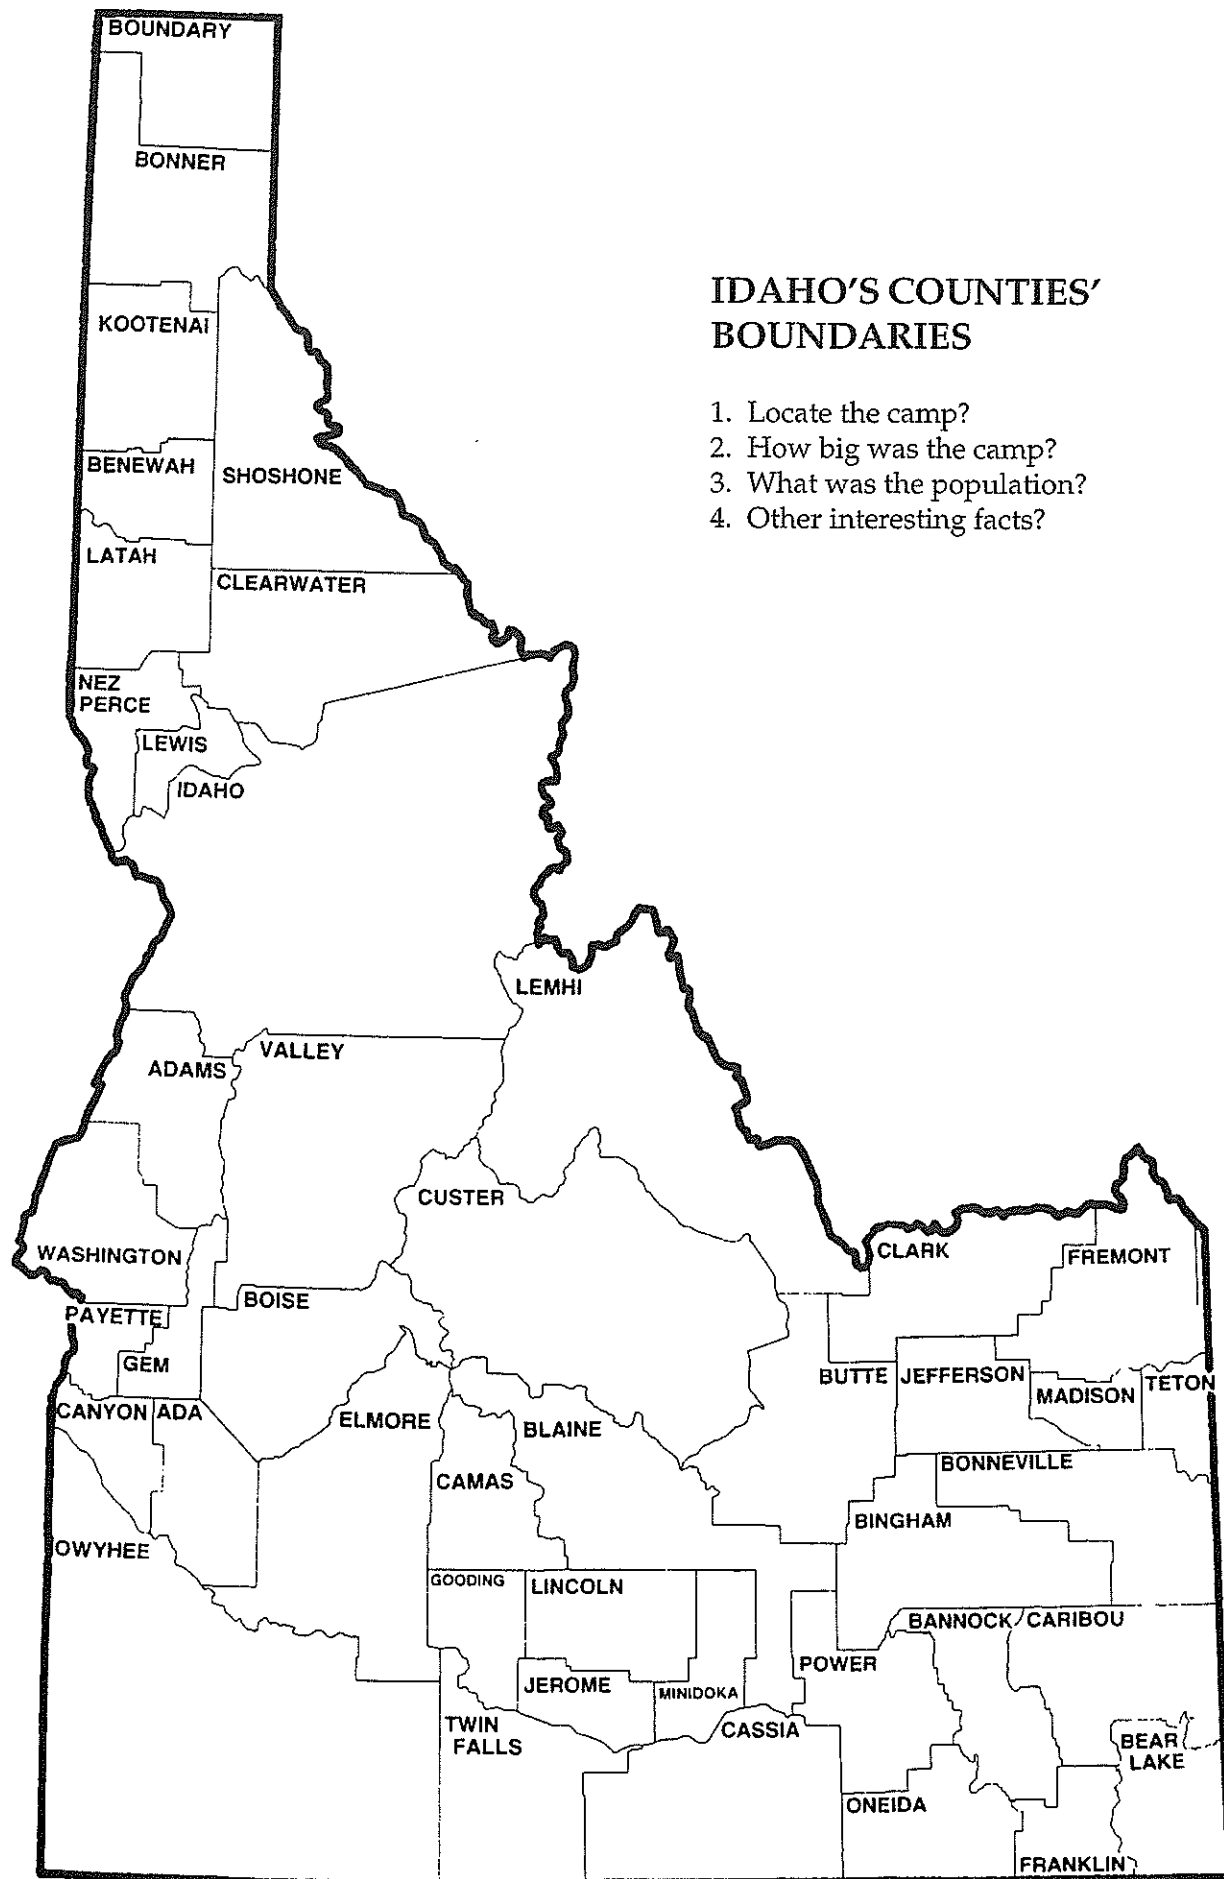 BOUNDARY
BONNER
IDAHO'S COUNTIES'
BOUNDARIES
KOOTENAI
1. Locate the camp?
2. How big was the camp?
3. What was the population?
4. Other interesting facts?
BENEWAH
SHOSHONE
LATAH
CLEARWATER
NEZ
PERCE
LEWIS
IDAHO
LEMHI
VALLEY
ADAMS
CUSTER
WASHINGTON
CLARK
FREMONT
BOISE
PAYETTE
GEM
BUTTE
JEFFERSON
MADISON
TETON
CANYON
ADA
ELMORE
BLAINE
BONNEVILLE
CAMAS
BINGHAM
OWYHEE
GOODING
LINCOLN
BANNOCK
CARIBOU
POWER
JEROME
MINIDOKA
TWIN
FALLS
CASSIA
BEAR
LAKE
ONEIDA
FRANKLIN